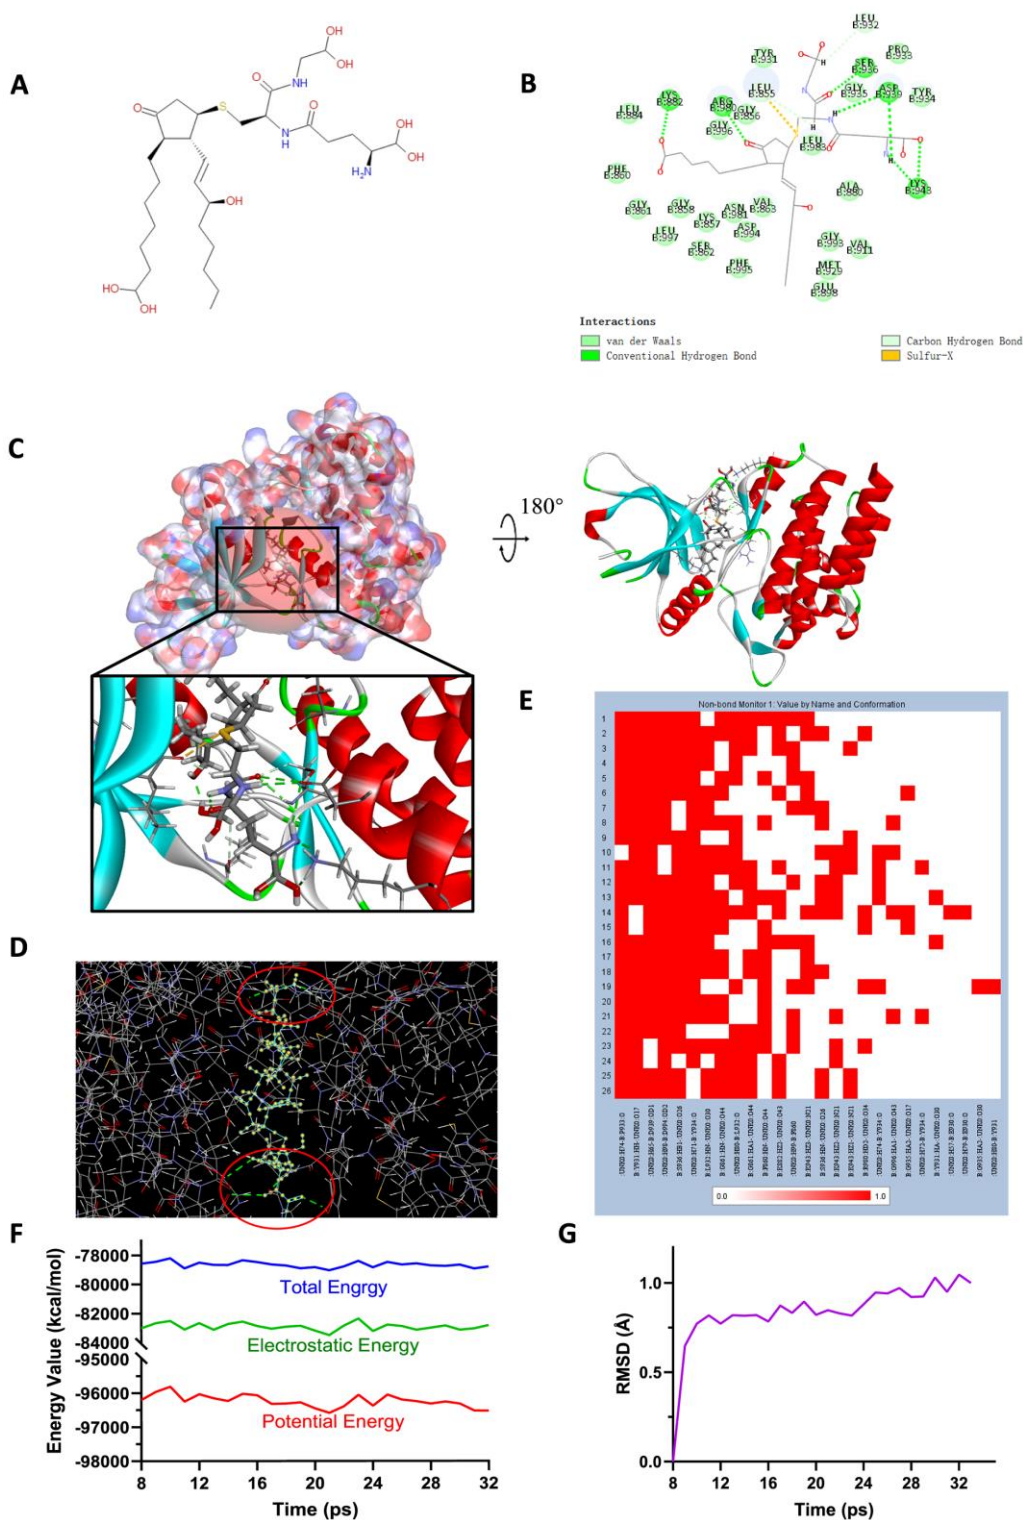 A
OH
OH
O
NH
O
S
O
NH
OH
OH
H₂N
OH
HO
OH
B
LEU
B:932
TYR
B:931
SER
B:936
PRO
B:933
LEU
B:855
GLY
B:935
ASP
B:939
TYR
B:934
LYS
B:882
ARG
B:980
GLY
B:856
LEU
B:884
GLY
B:996
LEU
B:983
PHE
B:860
ALA
B:880
LYS
B:943
GLY
B:861
GLY
B:858
LYS
B:857
ASN
B:981
VAL
B:863
ASP
B:994
LEU
B:997
SER
B:862
PHE
B:995
GLY
B:993
VAL
B:911
MET
B:929
GLU
B:898
Interactions
van der Waals
Conventional Hydrogen Bond
Carbon Hydrogen Bond
Sulfur-X
C
180°
D
E
Non-bond Monitor 1: Value by Name and Conformation
1
2
3
4
5
6
7
8
9
10
11
12
13
14
15
16
17
18
19
20
21
22
23
24
25
26
0.0
1.0
F
Energy Value (kcal/mol)
-78000
-80000
-82000
-84000
-95000
-96000
-97000
-98000
Total Engrgy
Electrostatic Energy
Potential Energy
8
12
16
20
24
28
32
Time (ps)
G
RMSD (Å)
1.0
0.5
0.0
8
12
16
20
24
28
32
Time (ps)